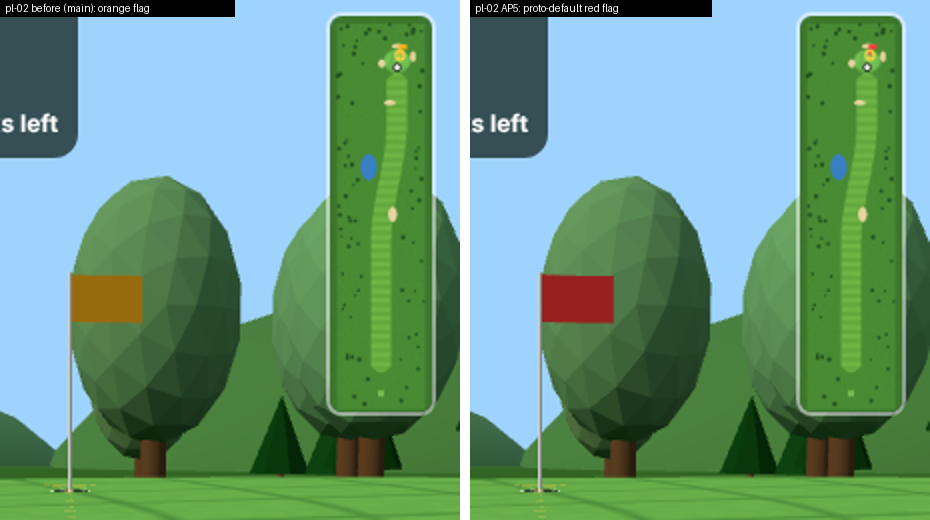 pl-02 before (main): orange flag
pl-02 AP5: proto-default red flag
s left
s left